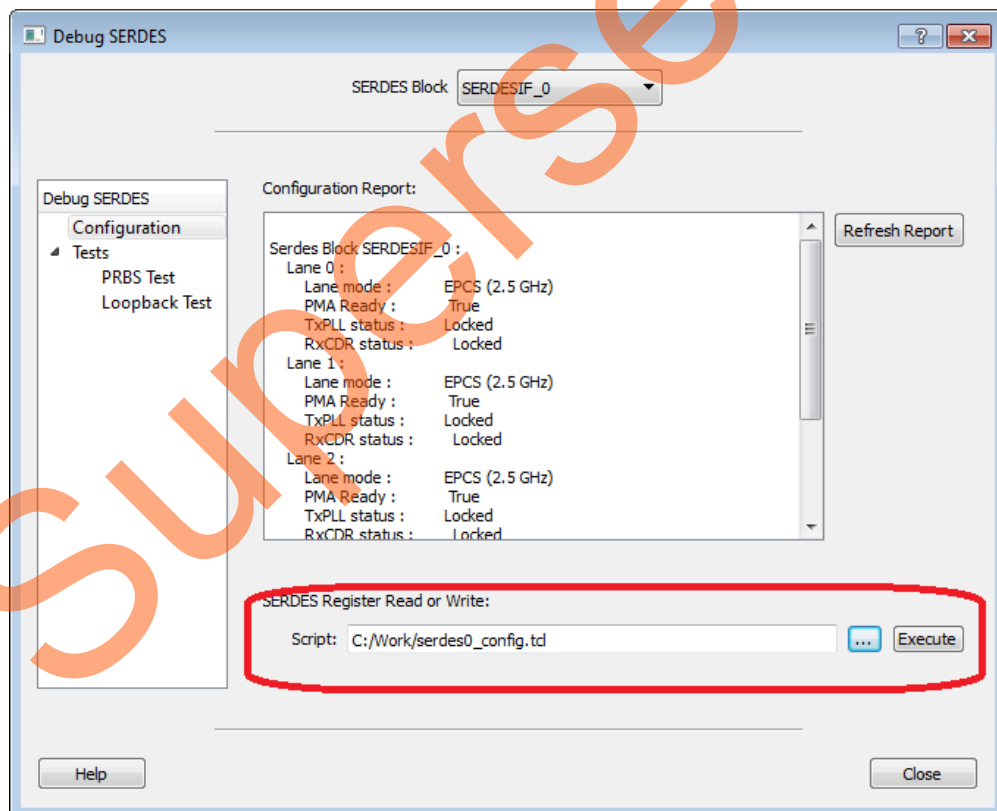 Debug SERDES
SERDES Block SERDESIF_0
Debug SERDES
Configuration
Tests
PRBS Test
Loopback Test
Configuration Report:
Serdes Block SERDESIF_0 :
Lane 0 :
Lane mode : EPCS (2.5 GHz)
PMA Ready : True
TxPLL status : Locked
RxCDR status : Locked
Lane 1 :
Lane mode : EPCS (2.5 GHz)
PMA Ready : True
TxPLL status : Locked
RxCDR status : Locked
Lane 2 :
Lane mode : EPCS (2.5 GHz)
PMA Ready : True
TxPLL status : Locked
RxCDR status : Locked
Refresh Report
SERDES Register Read or Write:
Script: C:/Work/serdes0_config.tcl ... Execute
Help Close
Superse